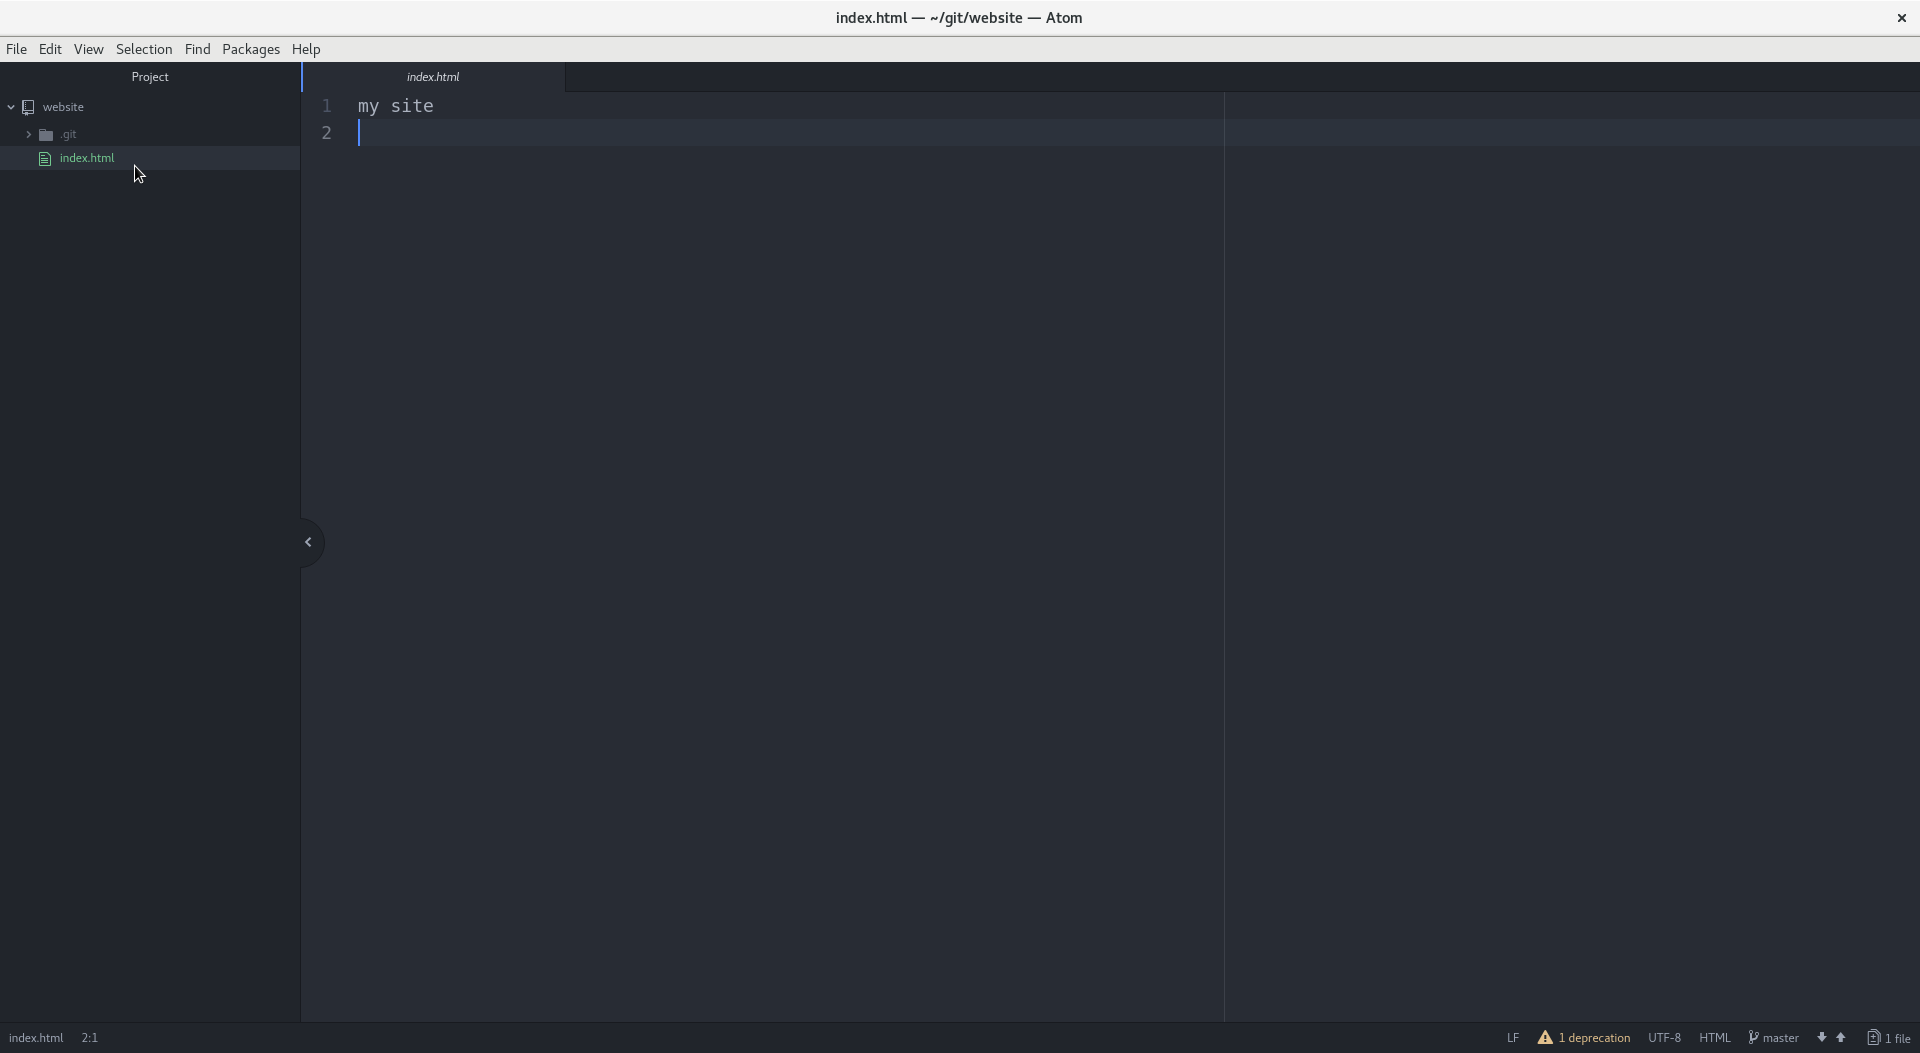 index.html — ~/git/website — Atom
File Edit View Selection Find Packages Help
Project
index.html
website
.git
index.html
1 my site
2
index.html 2:1
LF 1 deprecation UTF-8 HTML master 1 file